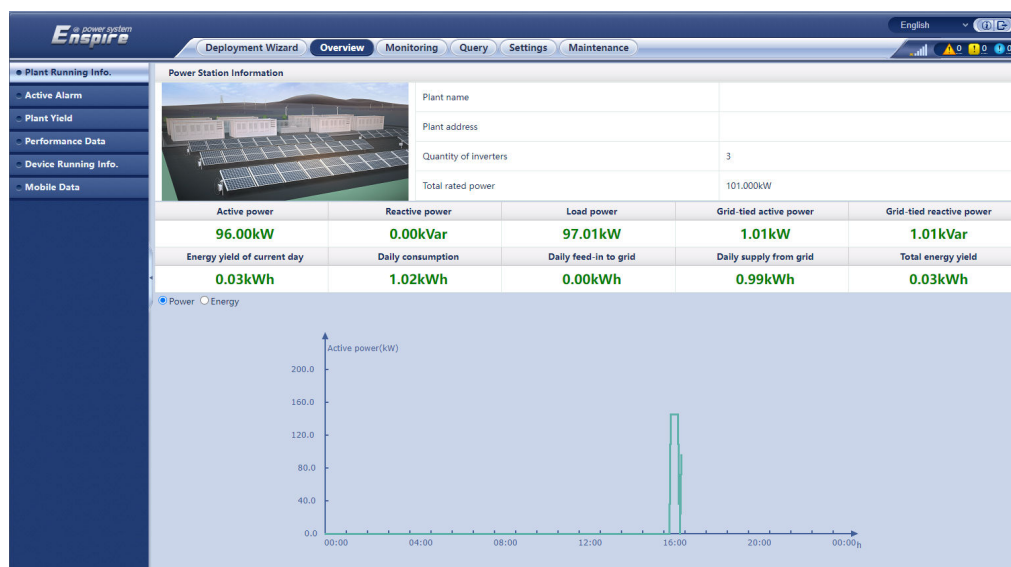 power system
Enspire
English
Deployment Wizard Overview Monitoring Query Settings Maintenance
0 0 0
Plant Running Info.
Active Alarm
Plant Yield
Performance Data
Device Running Info.
Mobile Data
Power Station Information
Plant name
Plant address
Quantity of inverters 3
Total rated power 101.000kW
Active power Reactive power Load power Grid-tied active power Grid-tied reactive power
96.00kW 0.00kVar 97.01kW 1.01kW 1.01kVar
Energy yield of current day Daily consumption Daily feed-in to grid Daily supply from grid Total energy yield
0.03kWh 1.02kWh 0.00kWh 0.99kWh 0.03kWh
Power Energy
Active power(kW)
200.0
160.0
120.0
80.0
40.0
0.0
00:00 04:00 08:00 12:00 16:00 20:00 00:00 h